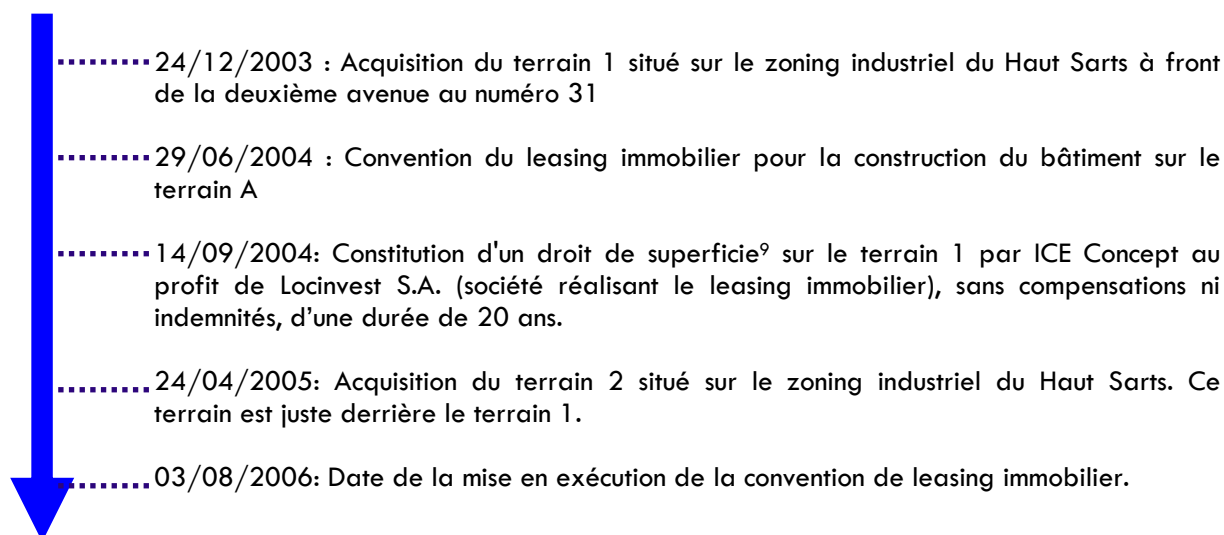 24/12/2003 : Acquisition du terrain 1 situé sur le zoning industriel du Haut Sarts à front
de la deuxième avenue au numéro 31
29/06/2004 : Convention du leasing immobilier pour la construction du bâtiment sur le
terrain A
14/09/2004: Constitution d'un droit de superficie⁹ sur le terrain 1 par ICE Concept au
profit de Locinvest S.A. (société réalisant le leasing immobilier), sans compensations ni
indemnités, d’une durée de 20 ans.
24/04/2005: Acquisition du terrain 2 situé sur le zoning industriel du Haut Sarts. Ce
terrain est juste derrière le terrain 1.
03/08/2006: Date de la mise en exécution de la convention de leasing immobilier.